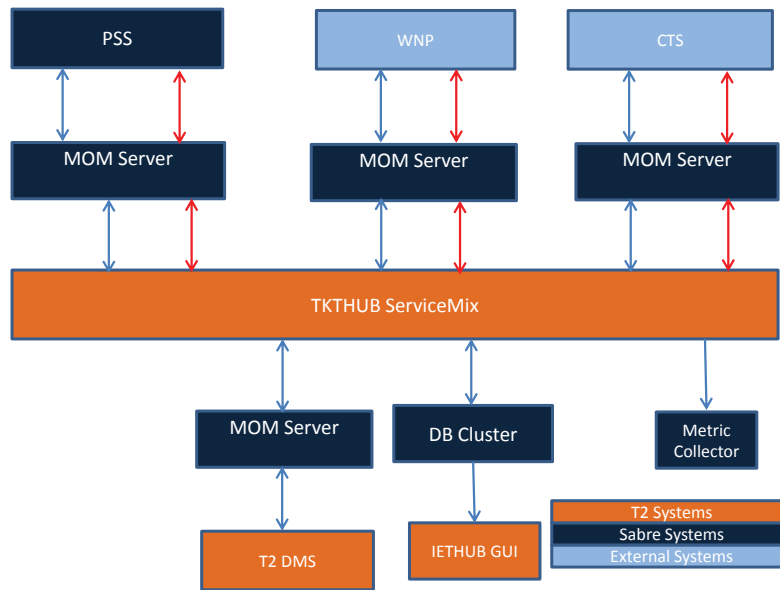 PSS
WNP
CTS
MOM Server
MOM Server
MOM Server
TKTHUB ServiceMix
MOM Server
DB Cluster
Metric
Collector
T2 DMS
IETHUB GUI
T2 Systems
Sabre Systems
External Systems